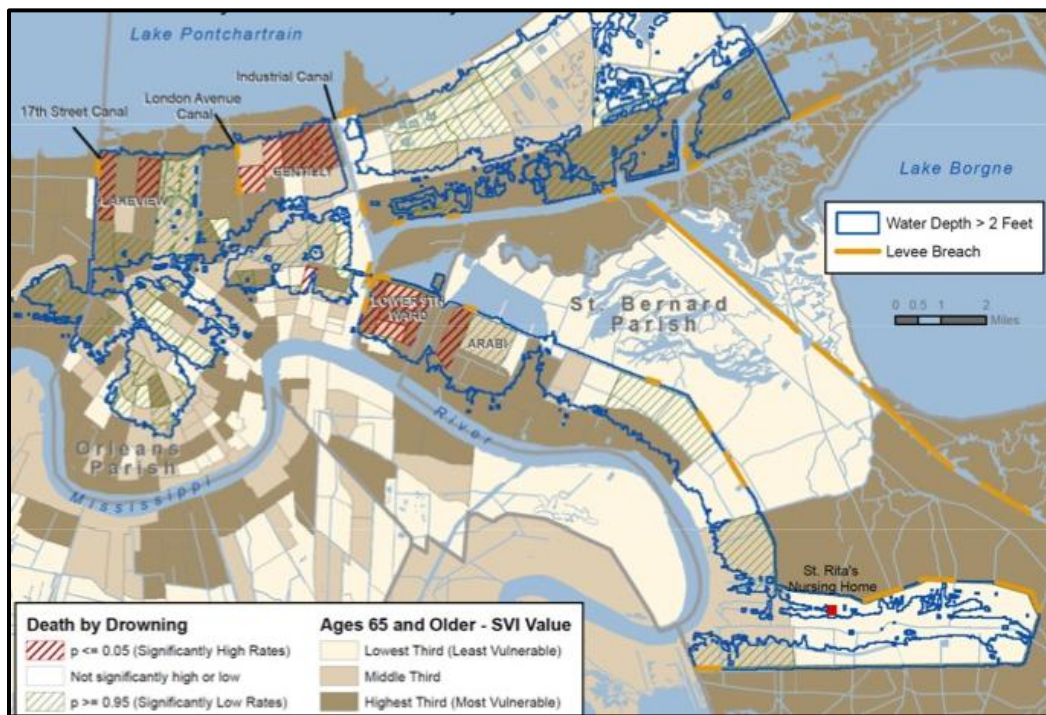 Lake Pontchartrain
Industrial Canal
London Avenue
Canal
17th Street Canal
GENTILLY
LAKEVIEW
Lake Borgne
Water Depth > 2 Feet
Levee Breach
0 0.5 1 2
Miles
LOWER 9TH
WARD
ARABI
St. Bernard
Parish
River
Orleans
Parish
Mississippi
St. Rita's
Nursing Home
Death by Drowning
p <= 0.05 (Significantly High Rates)
Not significantly high or low
p >= 0.95 (Significantly Low Rates)
Ages 65 and Older - SVI Value
Lowest Third (Least Vulnerable)
Middle Third
Highest Third (Most Vulnerable)